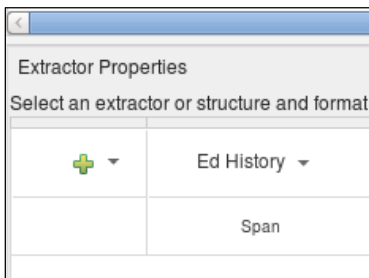 Extractor Properties
Select an extractor or structure and format
Ed History
Span